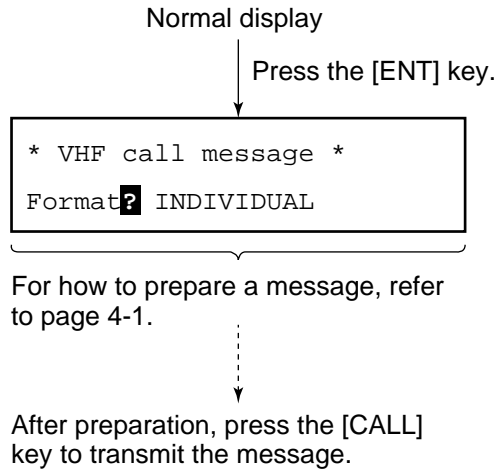 Normal display
Press the [ENT] key.
* VHF call message *
Format? INDIVIDUAL
For how to prepare a message, refer
to page 4-1.
After preparation, press the [CALL]
key to transmit the message.